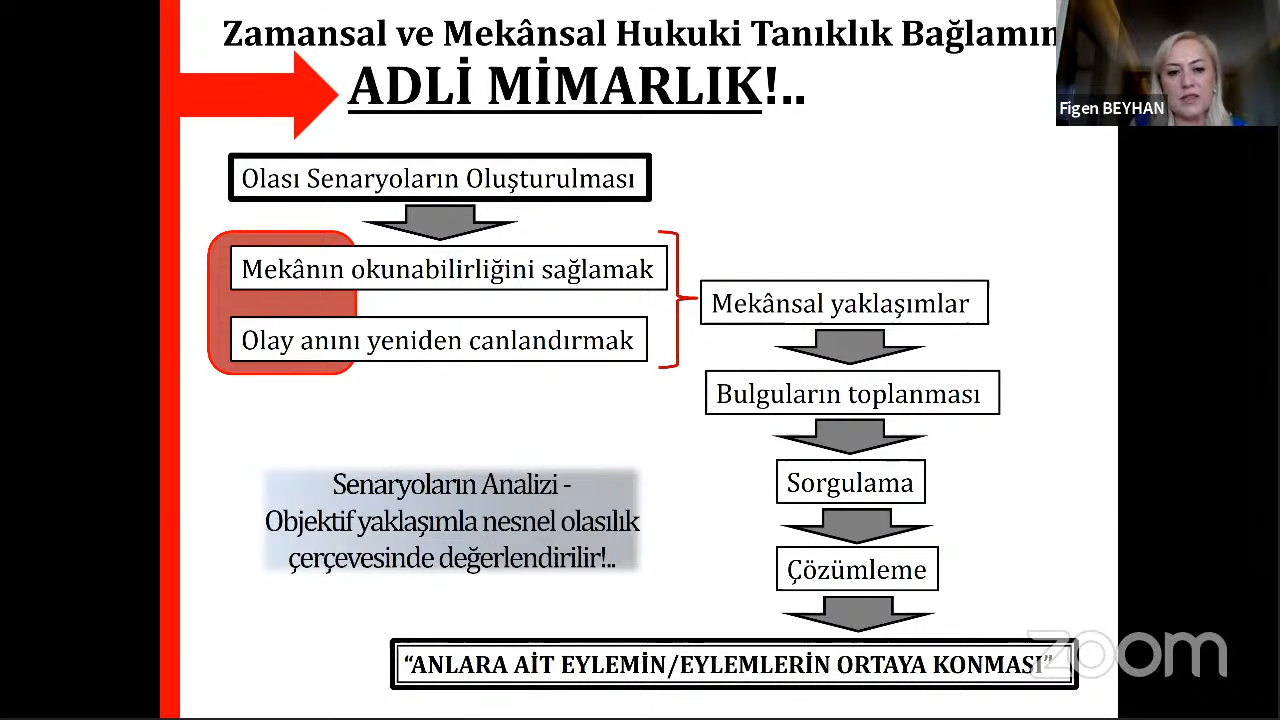 Zamansal ve Mekânsal Hukuki Tanıklık
ADLİ MİMARLIK!..
Figen BEYHAN
Olası Senaryoların Oluşturulması
Mekânın okunabilirliğini sağlamak
Olay anını yeniden canlandırmak
Mekânsal yaklaşımlar
Bulguların toplanması
Sorgulama
Çözümleme
Senaryoların Analizi -
Objektif yaklaşımla nesnel olasılık
çerçevesinde değerlendirilir!..
“ANLARA AİT EYLEMİN/EYLEMLERİN ORTAYA KONMASI”
zoom